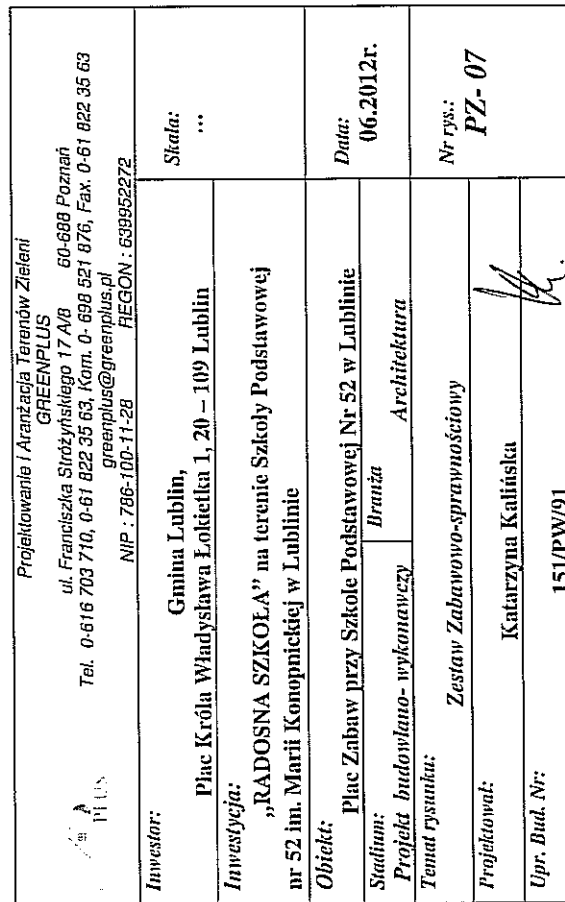 Projektowanie i Aranżacja Terenów Zieleni
GREENPLUS
ul. Franciszka Stróżyńskiego 17 A/8 60-688 Poznań
Tel. 0-616 703 710, 0-61 822 35 63, Kom. 0- 698 521 876, Fax. 0-61 822 35 63
greenplus@greenplus.pl
NIP : 786-100-11-28 REGON : 639952272
PLUS
Inwestor:
Gmina Lublin,
Plac Króla Władysława Łokietka 1, 20 – 109 Lublin
Skala:
...
Inwestycja:
„RADOSNA SZKOŁA” na terenie Szkoły Podstawowej
nr 52 im. Marii Konopnickiej w Lublinie
Obiekt:
Plac Zabaw przy Szkole Podstawowej Nr 52 w Lublinie
Data:
06.2012r.
Stadium:
Projekt budowlano- wykonawczy
Branża
Architektura
Temat rysunku:
Zestaw Zabawowo-sprawnościowy
Nr rys.:
PZ- 07
Projektował:
Katarzyna Kalińska
Upr. Bud. Nr:
151/PW/91